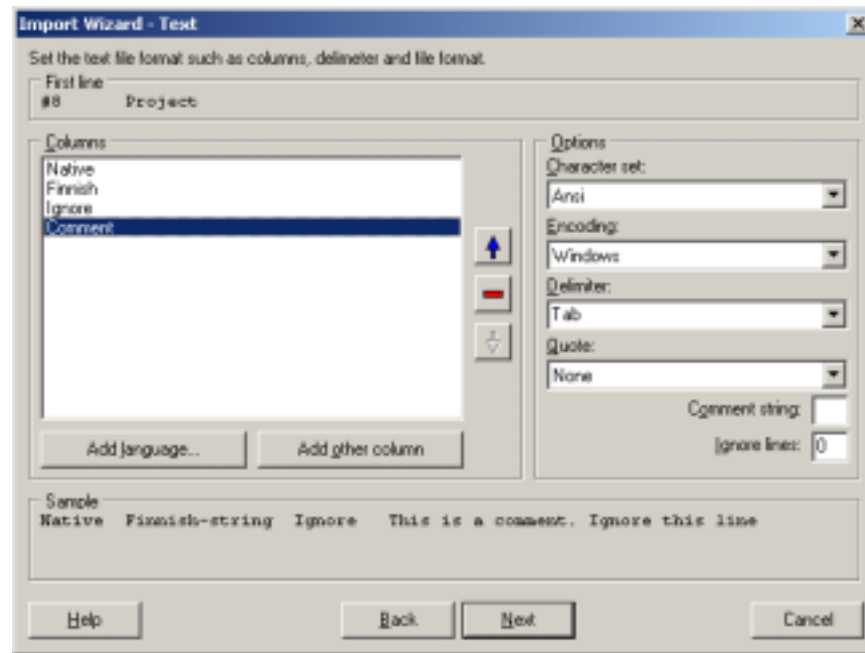 Import Wizard - Text
Set the text file format such as columns, delimeter and file format.
First line
#8 Project
Columns
Native
Finnish
Ignore
Comment
Add language...
Add other column
Options
Character set:
Ansi
Encoding:
Windows
Delimiter:
Tab
Quote:
None
Comment string:
Ignore lines: 0
Sample
Native Finnish-string Ignore This is a comment. Ignore this line
Help
Back
Next
Cancel